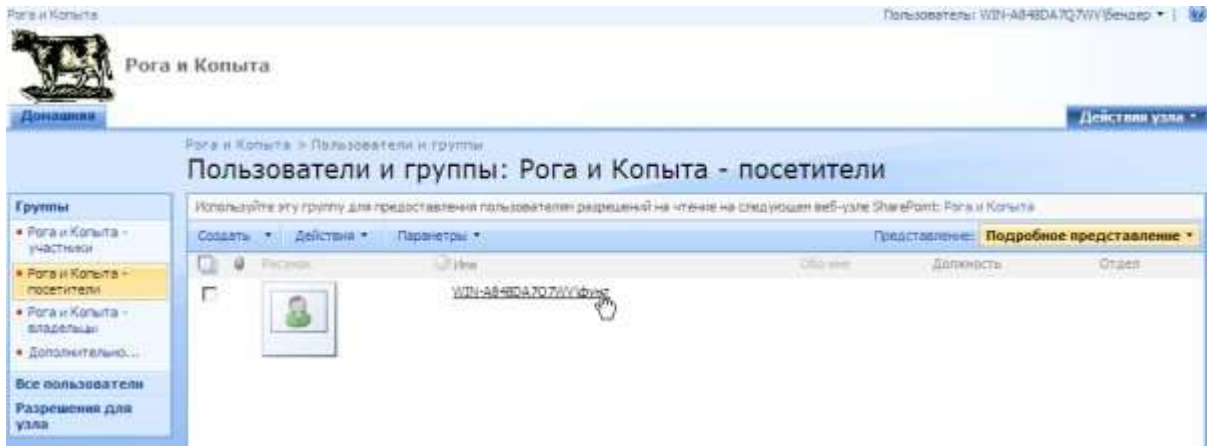 Рога и Копыта
Пользователь: WIN-A848DA7Q7WY\бендер
Рога и Копыта
Домашняя
Действия узла
Рога и Копыта > Пользователи и группы
Пользователи и группы: Рога и Копыта - посетители
Группы
Рога и Копыта -
участники
Рога и Копыта -
посетители
Рога и Копыта -
владельцы
Дополнительно...
Все пользователи
Разрешения для
узла
Используйте эту группу для предоставления пользователям разрешений на чтение на следующем веб-узле SharePoint: Рога и Копыта
Создать Действия Параметры Представление: Подробное представление
Рисунок Имя Обо мне Должность Отдел
WIN-A848DA7Q7WY\фунт